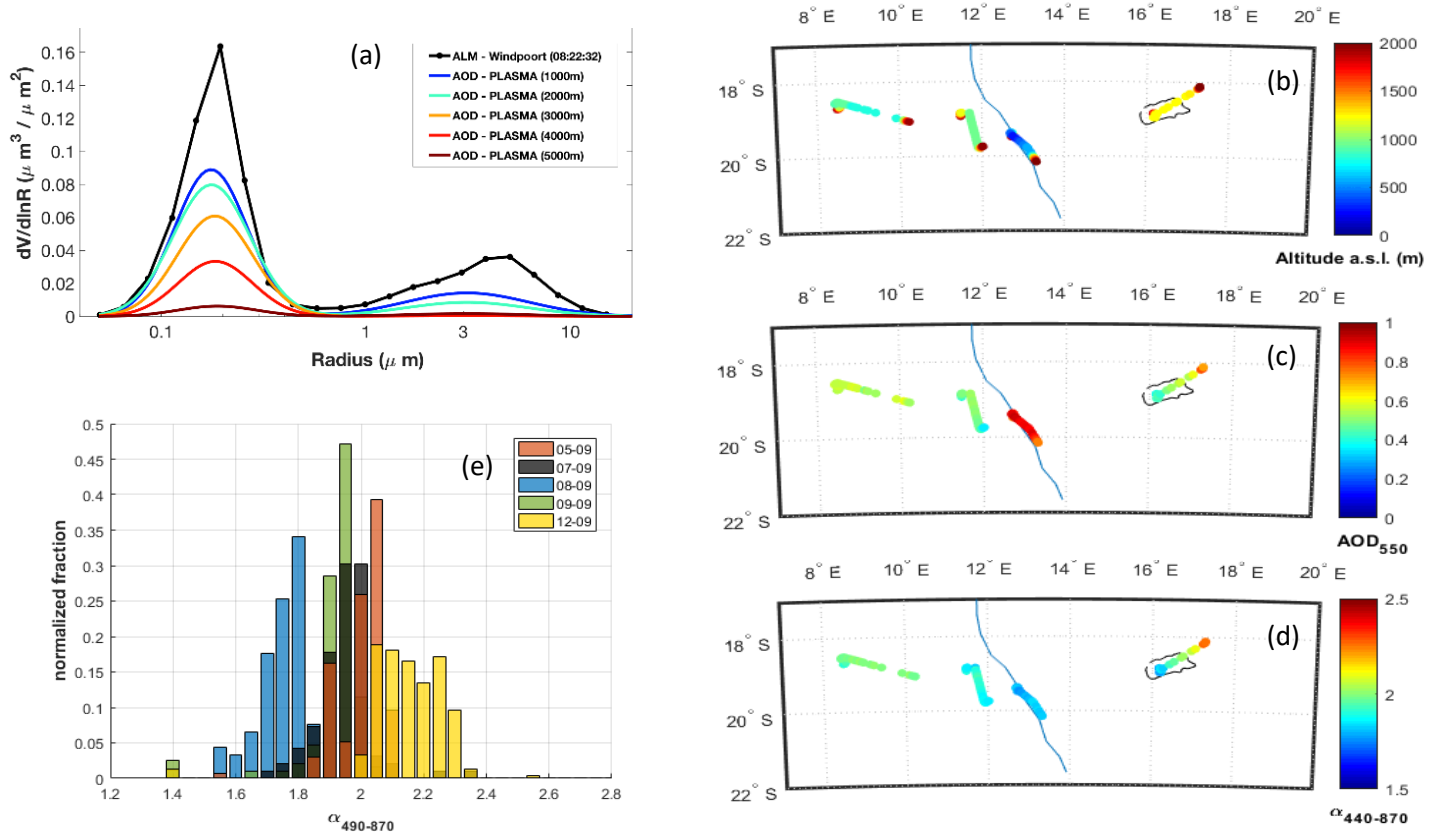 (a)
0.16
0.14
0.12
0.1
0.08
0.06
0.04
0.02
0
dV/dlnR (μ m³ / μ m²)
ALM - Windpoort (08:22:32)
AOD - PLASMA (1000m)
AOD - PLASMA (2000m)
AOD - PLASMA (3000m)
AOD - PLASMA (4000m)
AOD - PLASMA (5000m)
0.1 1 3 10
Radius (μ m)
8° E 10° E 12° E 14° E 16° E 18° E 20° E
(b)
18° S
20° S
22° S
2000
1500
1000
500
0
Altitude a.s.l. (m)
8° E 10° E 12° E 14° E 16° E 18° E 20° E
(c)
18° S
20° S
22° S
1
0.8
0.6
0.4
0.2
0
AOD₅₅₀
8° E 10° E 12° E 14° E 16° E 18° E 20° E
(d)
18° S
20° S
22° S
2.5
2
1.5
α₄₄₀₋₈₇₀
(e)
0.5
0.45
0.4
0.35
0.3
0.25
0.2
0.15
0.1
0.05
0
normalized fraction
05-09
07-09
08-09
09-09
12-09
1.2 1.4 1.6 1.8 2 2.2 2.4 2.6 2.8
α₄₉₀₋₈₇₀